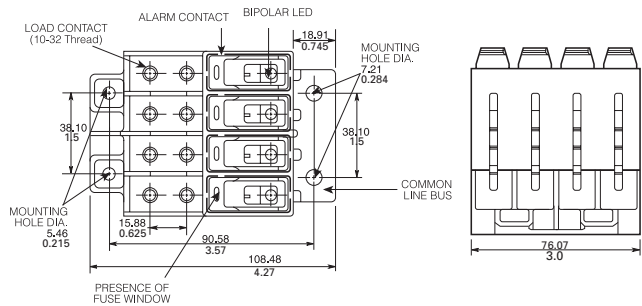 ALARM CONTACT
BIPOLAR LED
LOAD CONTACT
(10-32 Thread)
18.91
0.745
MOUNTING
HOLE DIA.
7.21
0.284
38.10
1.5
38.10
1.5
COMMON
LINE BUS
MOUNTING
HOLE DIA.
5.46
0.215
15.88
0.625
90.58
3.57
108.48
4.27
PRESENCE OF
FUSE WINDOW
76.07
3.0